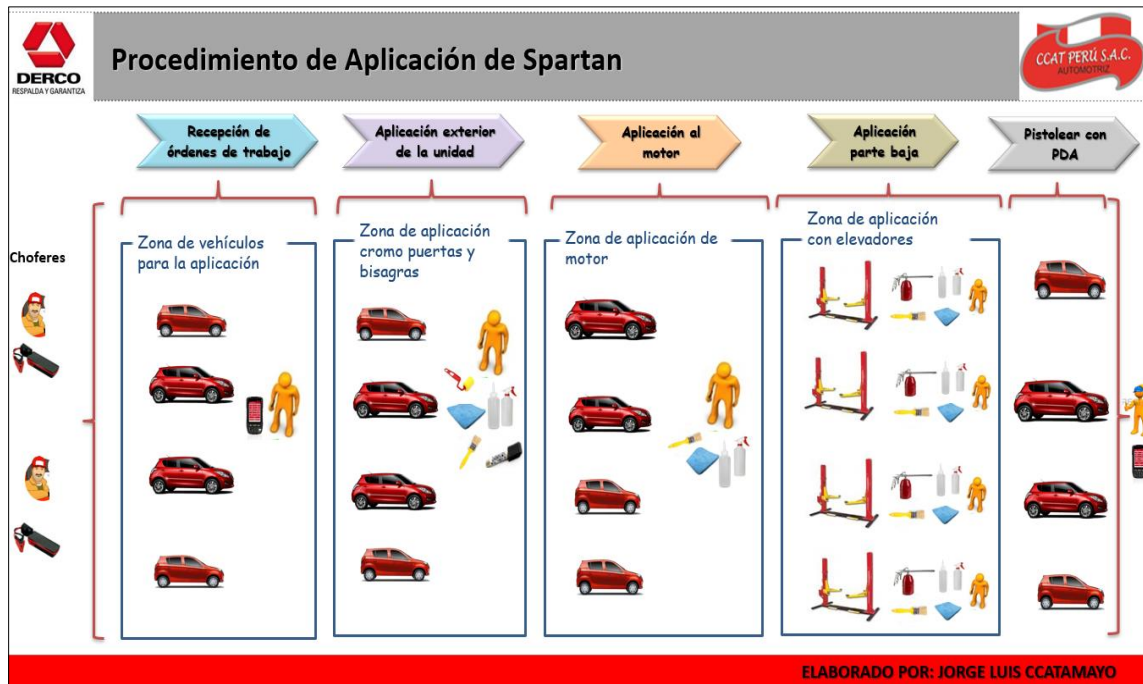 DERCO
RESPALDA Y GARANTIZA
Procedimiento de Aplicación de Spartan
CCAT PERÚ S.A.C.
AUTOMOTRIZ
Recepción de
órdenes de trabajo
Aplicación exterior
de la unidad
Aplicación al
motor
Aplicación
parte baja
Pistolear con
PDA
Choferes
Zona de vehículos
para la aplicación
Zona de aplicación
cromo puertas y
bisagras
Zona de aplicación de
motor
Zona de aplicación
con elevadores
ELABORADO POR: JORGE LUIS CCATAMAYO